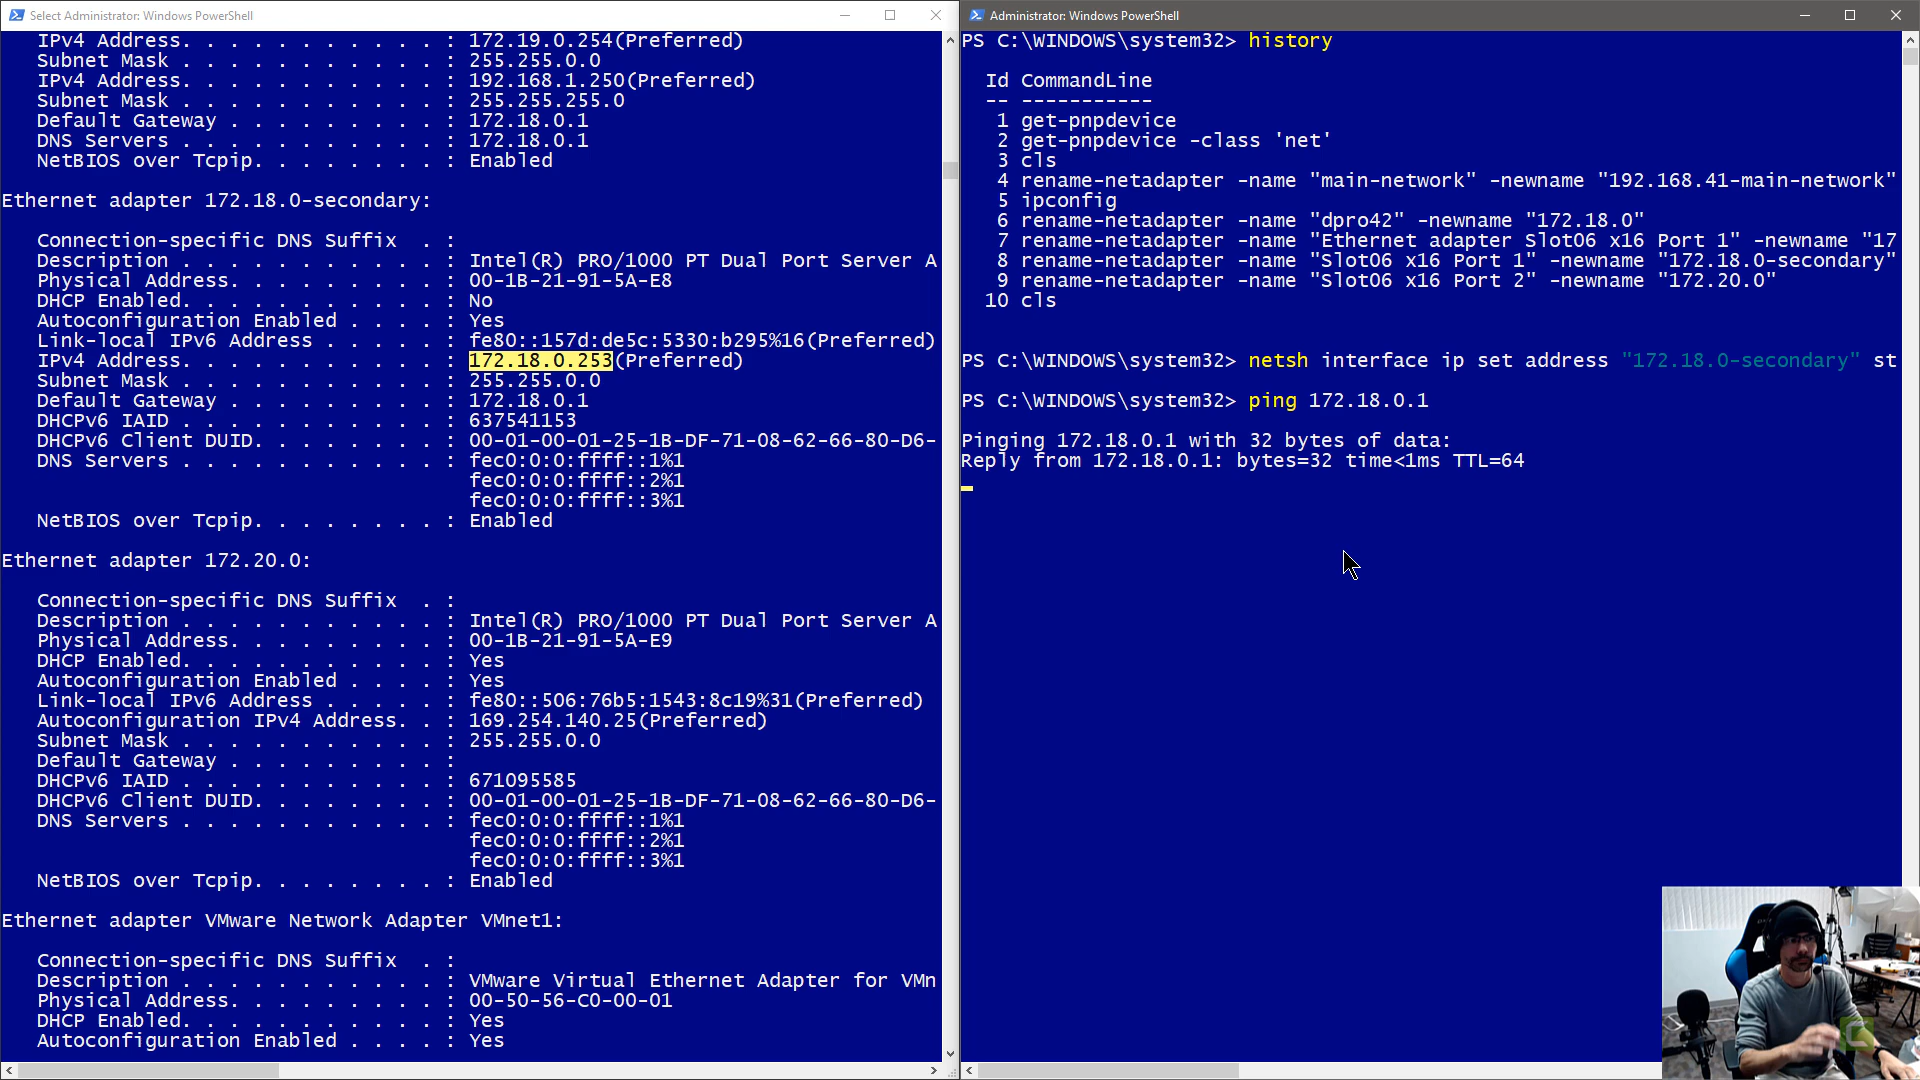 Select Administrator: Windows PowerShell
IPv4 Address. . . . . . . . . . . : 172.19.0.254(Preferred)
Subnet Mask . . . . . . . . . . . : 255.255.0.0
IPv4 Address. . . . . . . . . . . : 192.168.1.250(Preferred)
Subnet Mask . . . . . . . . . . . : 255.255.255.0
Default Gateway . . . . . . . . . : 172.18.0.1
DNS Servers . . . . . . . . . . . : 172.18.0.1
NetBIOS over Tcpip. . . . . . . . : Enabled
Ethernet adapter 172.18.0-secondary:
Connection-specific DNS Suffix  . :
Description . . . . . . . . . . . : Intel(R) PRO/1000 PT Dual Port Server A
Physical Address. . . . . . . . . : 00-1B-21-91-5A-E8
DHCP Enabled. . . . . . . . . . . : No
Autoconfiguration Enabled . . . . : Yes
Link-local IPv6 Address . . . . . : fe80::157d:de5c:5330:b295%16(Preferred)
IPv4 Address. . . . . . . . . . . : 172.18.0.253(Preferred)
Subnet Mask . . . . . . . . . . . : 255.255.0.0
Default Gateway . . . . . . . . . : 172.18.0.1
DHCPv6 IAID . . . . . . . . . . . : 637541153
DHCPv6 Client DUID. . . . . . . . : 00-01-00-01-25-1B-DF-71-08-62-66-80-D6-
DNS Servers . . . . . . . . . . . : fec0:0:0:ffff::1%1
fec0:0:0:ffff::2%1
fec0:0:0:ffff::3%1
NetBIOS over Tcpip. . . . . . . . : Enabled
Ethernet adapter 172.20.0:
Connection-specific DNS Suffix  . :
Description . . . . . . . . . . . : Intel(R) PRO/1000 PT Dual Port Server A
Physical Address. . . . . . . . . : 00-1B-21-91-5A-E9
DHCP Enabled. . . . . . . . . . . : Yes
Autoconfiguration Enabled . . . . : Yes
Link-local IPv6 Address . . . . . : fe80::506:76b5:1543:8c19%31(Preferred)
Autoconfiguration IPv4 Address. . : 169.254.140.25(Preferred)
Subnet Mask . . . . . . . . . . . : 255.255.0.0
Default Gateway . . . . . . . . . :
DHCPv6 IAID . . . . . . . . . . . : 671095585
DHCPv6 Client DUID. . . . . . . . : 00-01-00-01-25-1B-DF-71-08-62-66-80-D6-
DNS Servers . . . . . . . . . . . : fec0:0:0:ffff::1%1
fec0:0:0:ffff::2%1
fec0:0:0:ffff::3%1
NetBIOS over Tcpip. . . . . . . . : Enabled
Ethernet adapter VMware Network Adapter VMnet1:
Connection-specific DNS Suffix  . :
Description . . . . . . . . . . . : VMware Virtual Ethernet Adapter for VMn
Physical Address. . . . . . . . . : 00-50-56-C0-00-01
DHCP Enabled. . . . . . . . . . . : Yes
Autoconfiguration Enabled . . . . : Yes
Administrator: Windows PowerShell
PS C:\WINDOWS\system32> history
Id CommandLine
-- -----------
1 get-pnpdevice
2 get-pnpdevice -class 'net'
3 cls
4 rename-netadapter -name "main-network" -newname "192.168.41-main-network"
5 ipconfig
6 rename-netadapter -name "dpro42" -newname "172.18.0"
7 rename-netadapter -name "Ethernet adapter Slot06 x16 Port 1" -newname "17
8 rename-netadapter -name "Slot06 x16 Port 1" -newname "172.18.0-secondary"
9 rename-netadapter -name "Slot06 x16 Port 2" -newname "172.20.0"
10 cls
PS C:\WINDOWS\system32> netsh interface ip set address "172.18.0-secondary" st
PS C:\WINDOWS\system32> ping 172.18.0.1
Pinging 172.18.0.1 with 32 bytes of data:
Reply from 172.18.0.1: bytes=32 time<1ms TTL=64